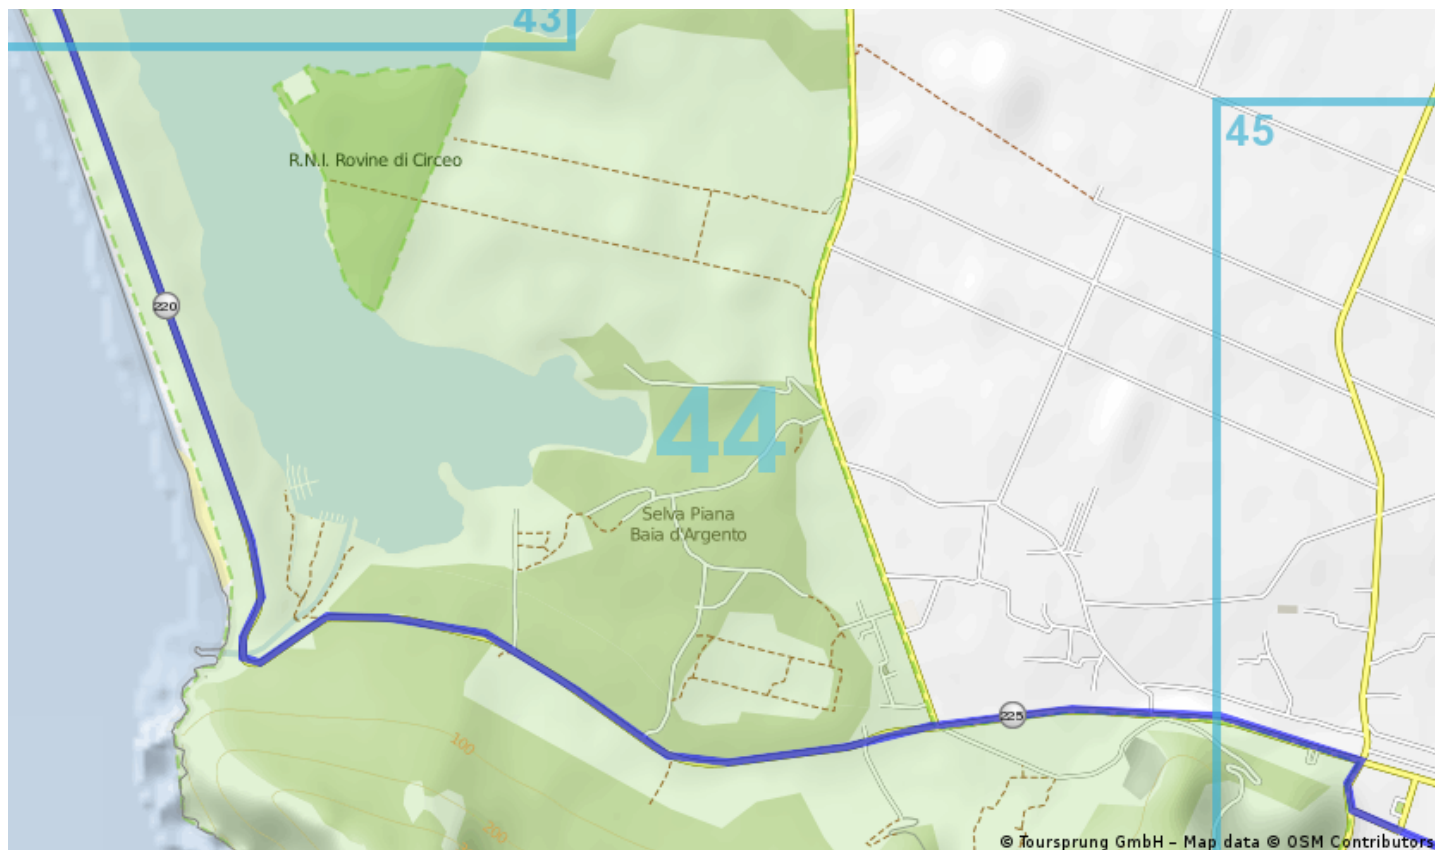 43
45
R.N.I. Rovine di Circeo
220
44
Selva Piana
Baia d'Argento
225
100
200
© Toursprung GmbH – Map data © OSM Contributors